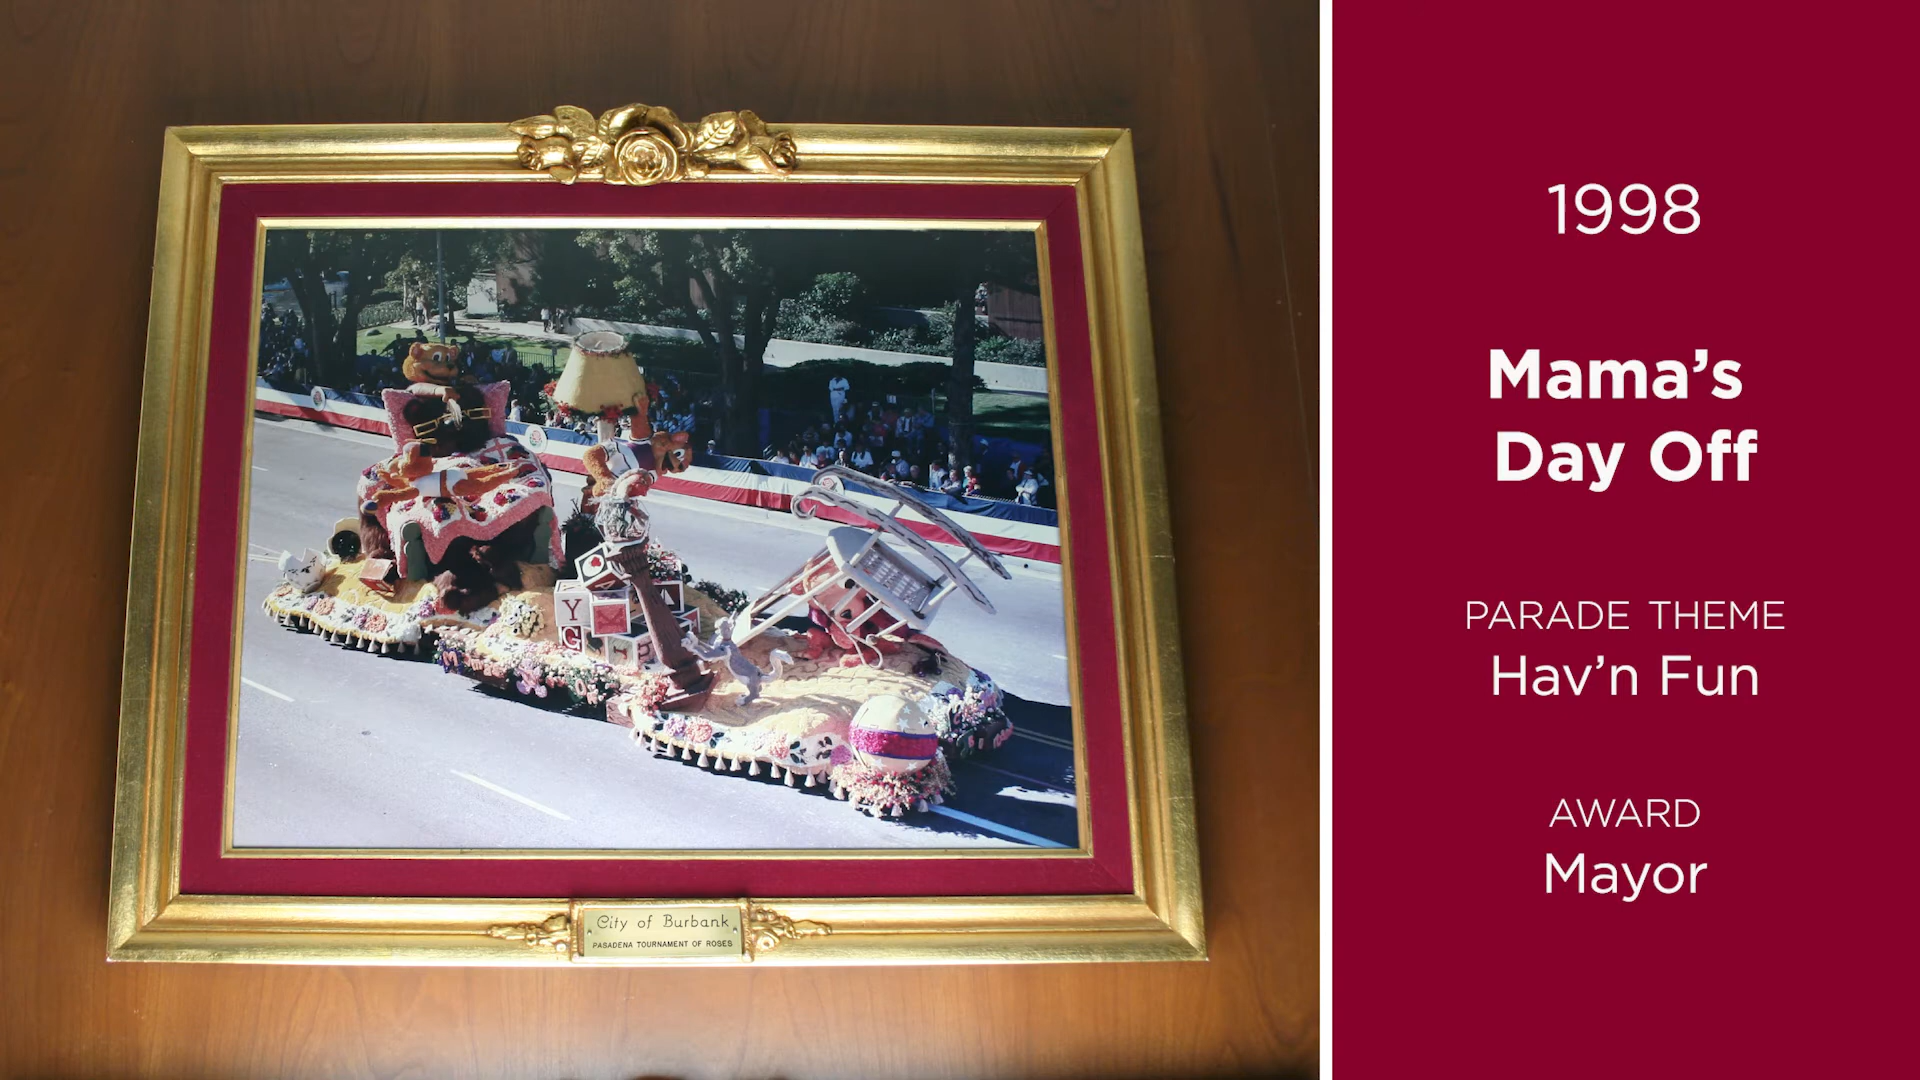 City of Burbank
PASADENA TOURNAMENT OF ROSES
Y
G
A
1998
Mama's
Day Off
PARADE THEME
Hav'n Fun
AWARD
Mayor